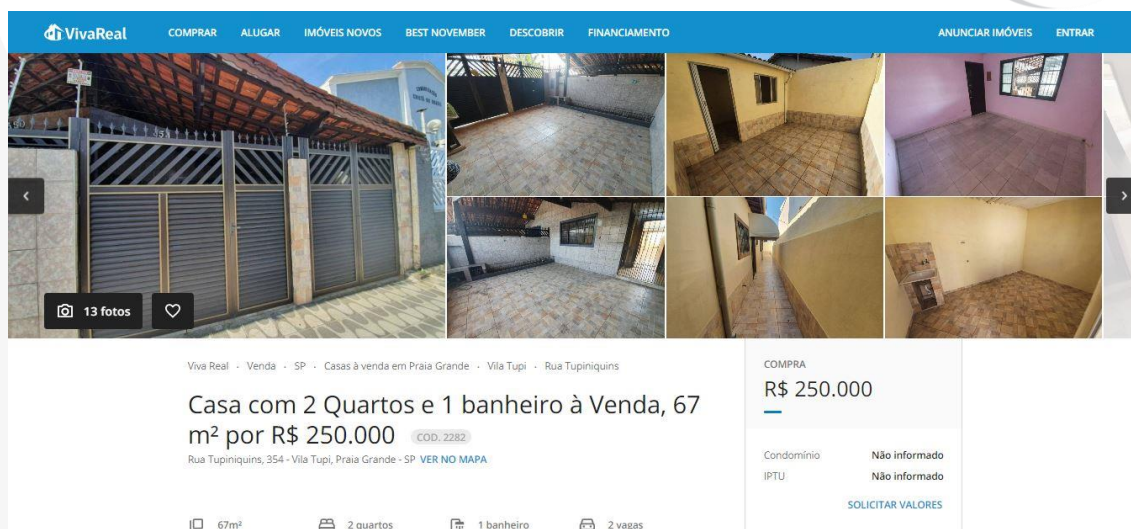 VivaReal
COMPRAR ALUGAR IMÓVEIS NOVOS BEST NOVEMBER DESCOBRIR FINANCIAMENTO ANUNCIAR IMÓVEIS ENTRAR
13 fotos
Viva Real - Venda - SP - Casas à venda em Praia Grande - Vila Tupi - Rua Tupiniquins
Casa com 2 Quartos e 1 banheiro à Venda, 67
m² por R$ 250.000 COD. 2282
Rua Tupiniquins, 354 - Vila Tupi, Praia Grande - SP VER NO MAPA
67m² 2 quartos 1 banheiro 2 vagas
COMPRA
R$ 250.000
Condomínio Não informado
IPTU Não informado
SOLICITAR VALORES